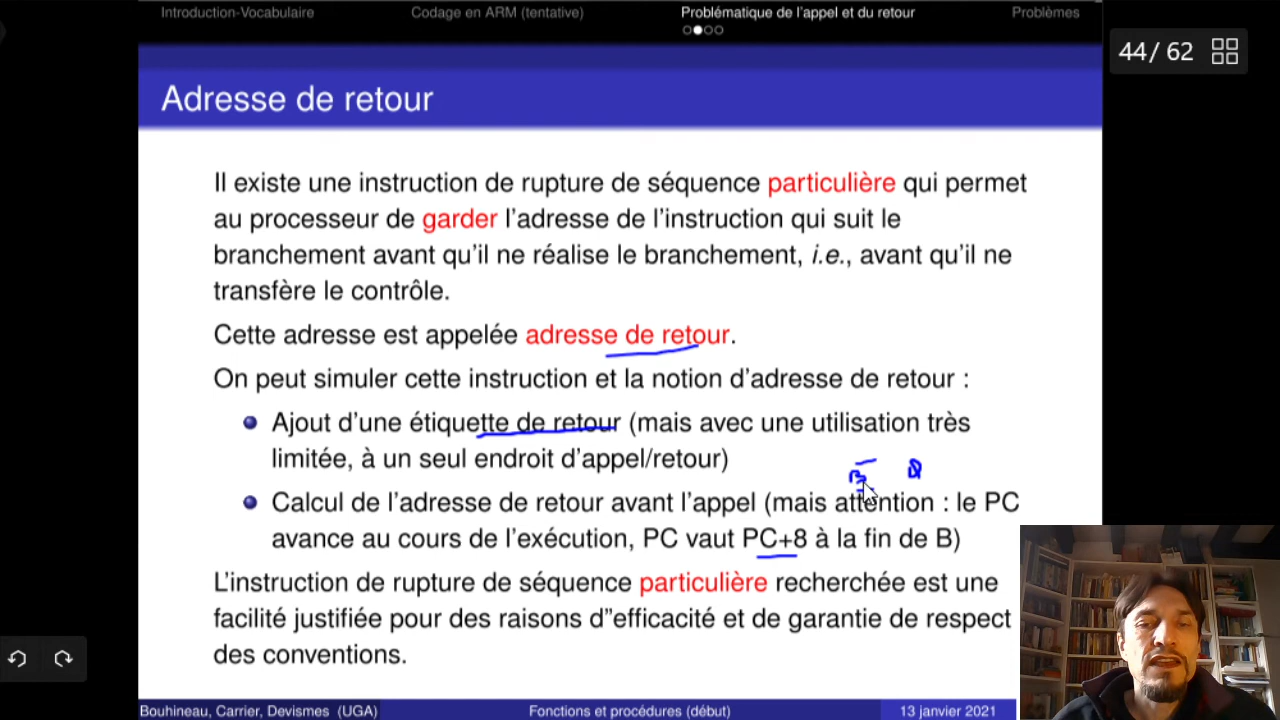 Introduction-Vocabulaire Codage en ARM (tentative) Problématique de l'appel et du retour Problèmes
44/ 62
Adresse de retour
Il existe une instruction de rupture de séquence particulière qui permet
au processeur de garder l'adresse de l'instruction qui suit le
branchement avant qu'il ne réalise le branchement, i.e., avant qu'il ne
transfère le contrôle.
Cette adresse est appelée adresse de retour.
On peut simuler cette instruction et la notion d'adresse de retour :
Ajout d'une étiquette de retour (mais avec une utilisation très
limitée, à un seul endroit d'appel/retour)
Calcul de l'adresse de retour avant l'appel (mais attention : le PC
avance au cours de l'exécution, PC vaut PC+8 à la fin de B)
L'instruction de rupture de séquence particulière recherchée est une
facilité justifiée pour des raisons d"efficacité et de garantie de respect
des conventions.
Bouhineau, Carrier, Devismes (UGA) Fonctions et procédures (début) 13 janvier 2021